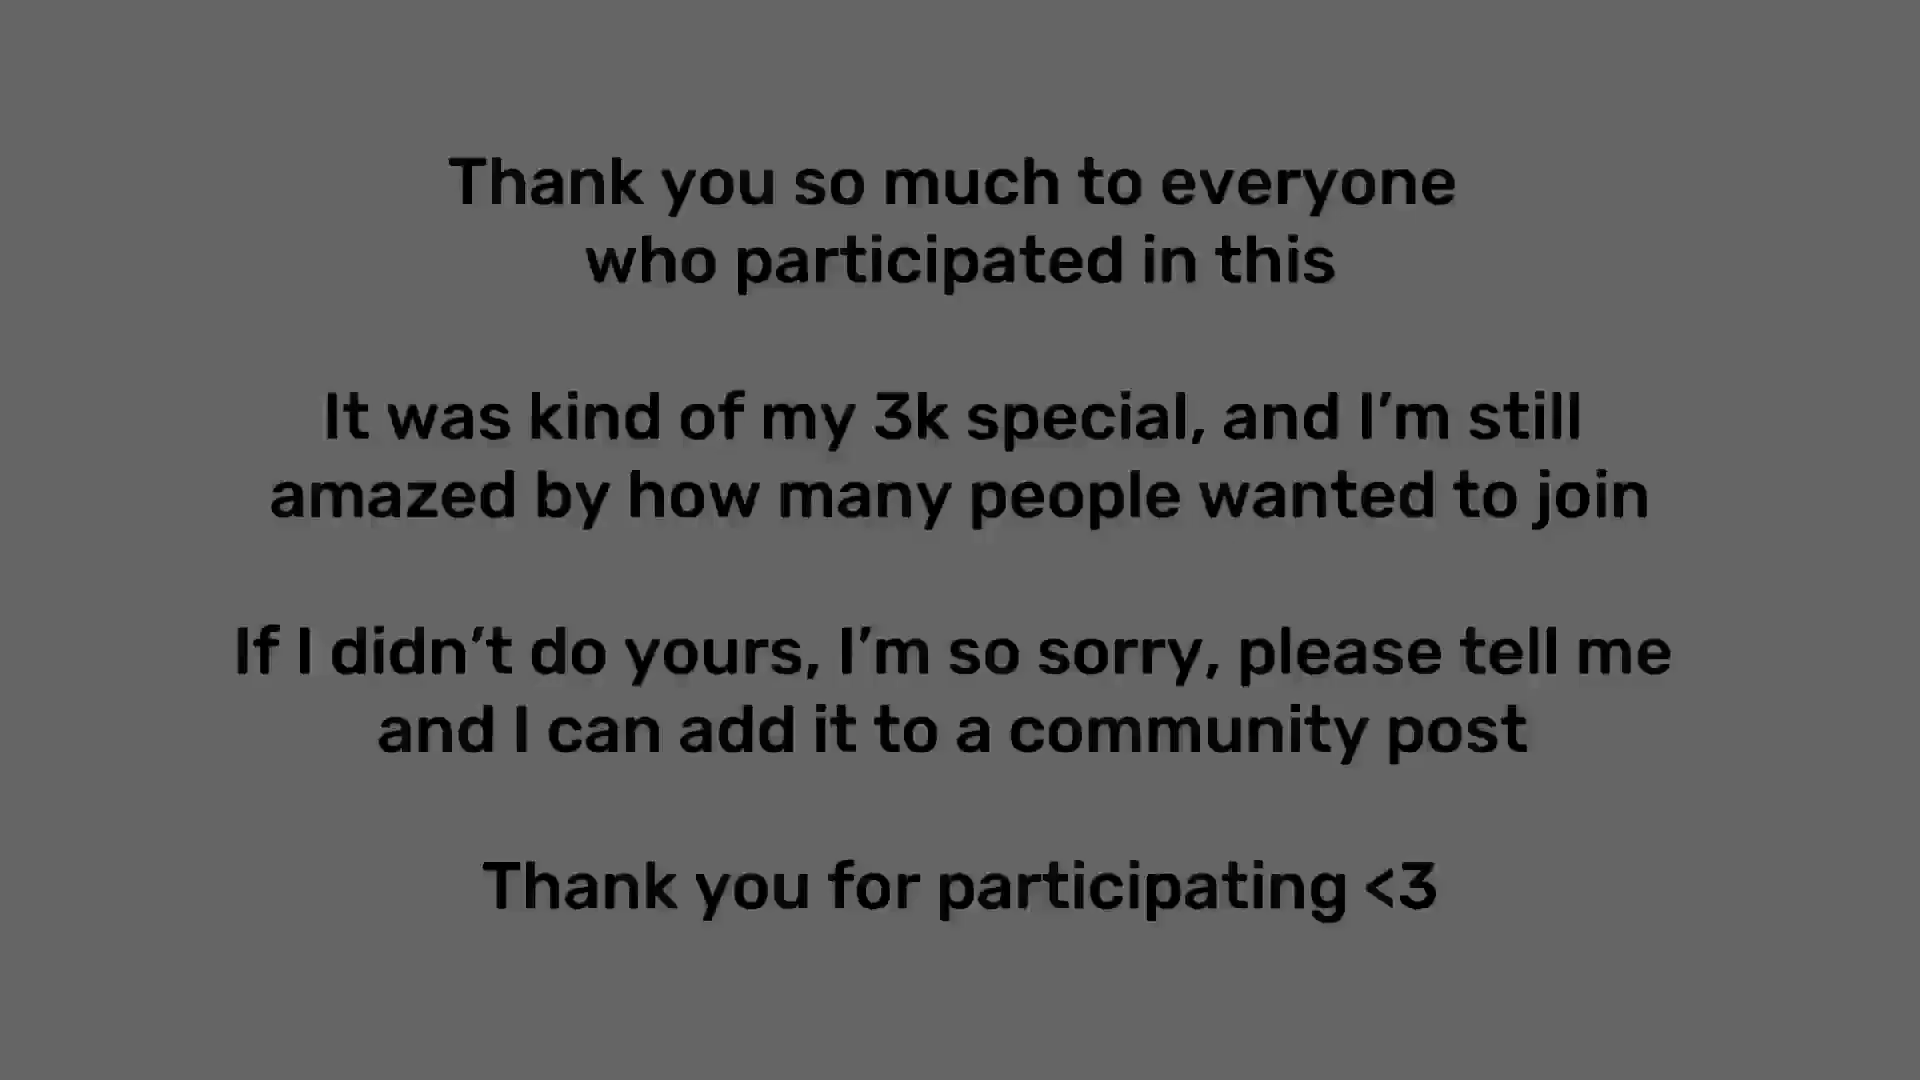 Thank you so much to everyone
who participated in this
It was kind of my 3k special, and I’m still
amazed by how many people wanted to join
If I didn’t do yours, I’m so sorry, please tell me
and I can add it to a community post
Thank you for participating <3